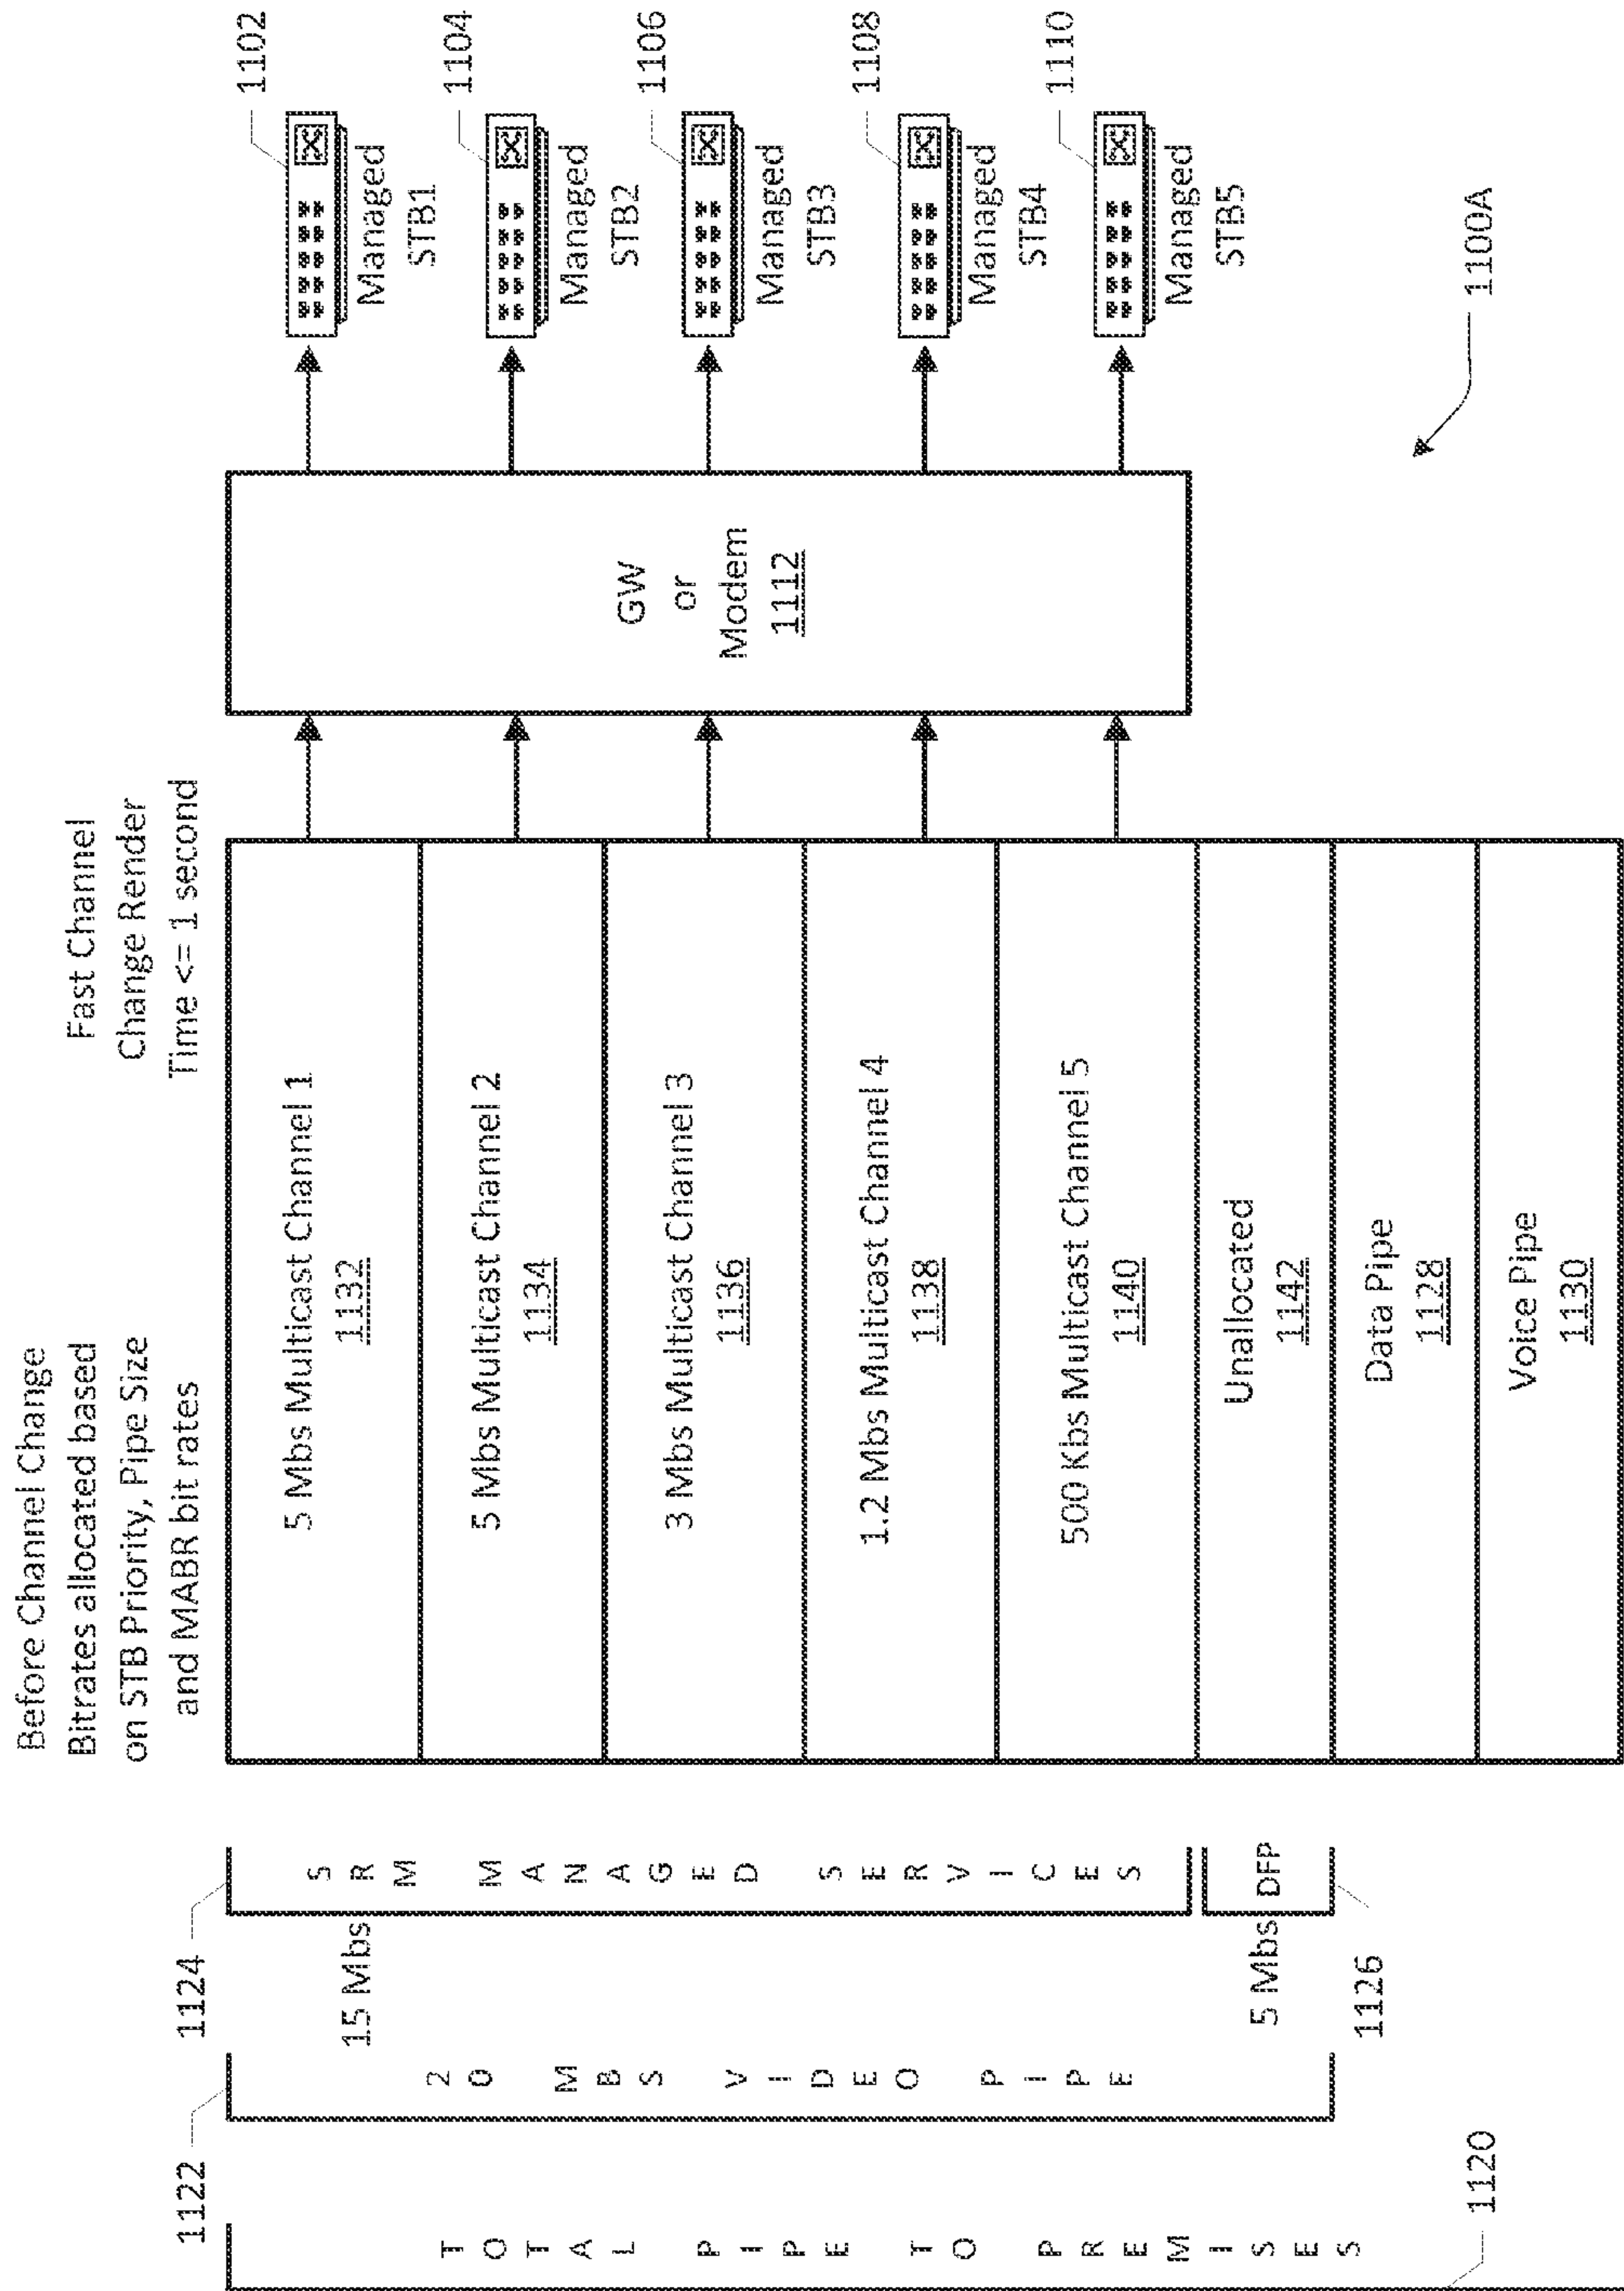 Before Channel Change
Bitrates allocated based
on STB Priority, Pipe Size
and MABR bit rates
Fast Channel
Change Render
Time <= 1 second
1122
1124
TOTAL PIPE TO PREMISES
1120
20 MBS VIDEO PIPE
15 Mbs
SRM MANAGED SERVICES
5 Mbs
DFP
1126
5 Mbs Multicast Channel 1
1132
5 Mbs Multicast Channel 2
1134
3 Mbs Multicast Channel 3
1136
1.2 Mbs Multicast Channel 4
1138
500 Kbs Multicast Channel 5
1140
Unallocated
1142
Data Pipe
1128
Voice Pipe
1130
GW
or
Modem
1112
1102
Managed
STB1
1104
Managed
STB2
1106
Managed
STB3
1108
Managed
STB4
1110
Managed
STB5
1100A